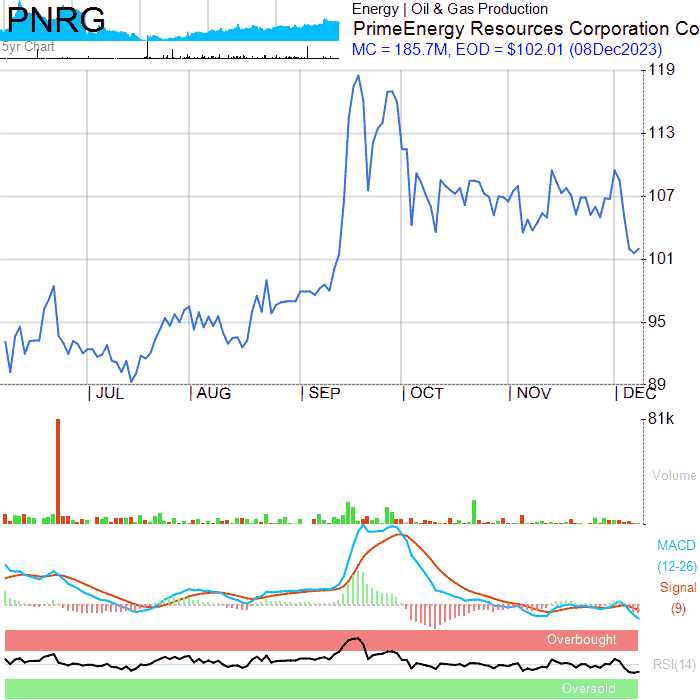 PNRG
5yr Chart
Energy | Oil & Gas Production
PrimeEnergy Resources Corporation Co
MC = 185.7M, EOD = $102.01 (08Dec2023)
119
113
107
101
95
89
JUL AUG SEP OCT NOV DEC
81k
Volume
MACD
(12-26)
Signal
(9)
Overbought
RSI(14)
Oversold